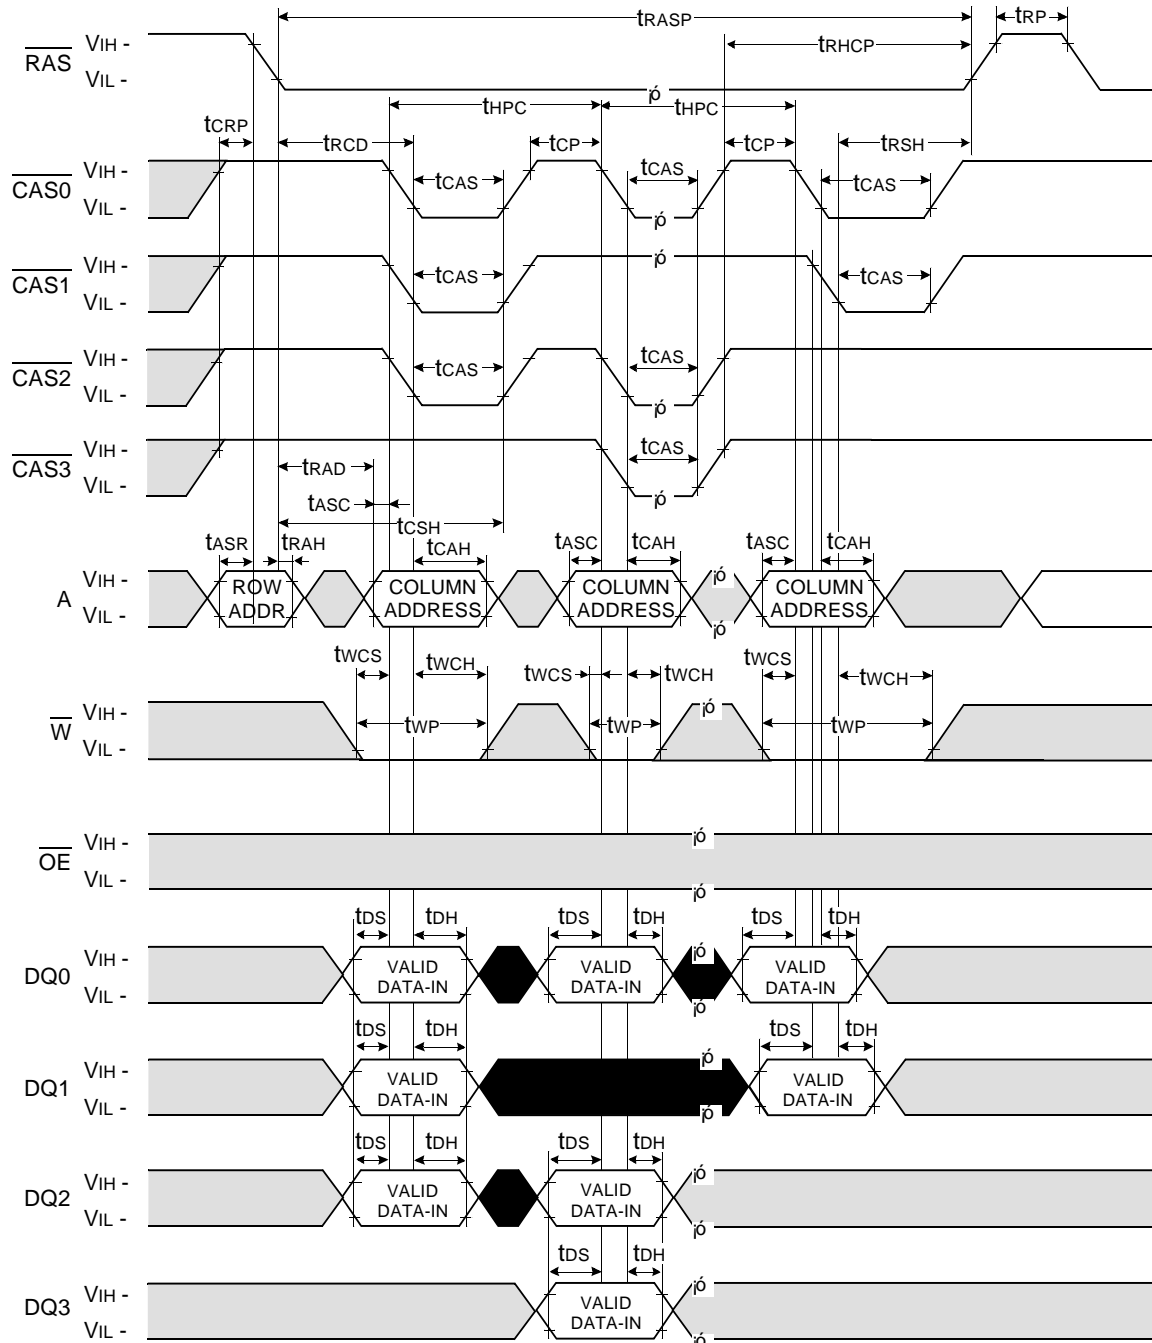 tRASP
tRP
RAS
VIH -
VIL -
tRHCP
¡ó
tHPC
tHPC
tCRP
tRCD
tCP
tCP
tRSH
CAS0
VIH -
VIL -
tCAS
tCAS
tCAS
¡ó
CAS1
VIH -
VIL -
tCAS
¡ó
tCAS
CAS2
VIH -
VIL -
tCAS
tCAS
¡ó
CAS3
VIH -
VIL -
tCAS
¡ó
tRAD
tASC
tCSH
tASR
tRAH
tCAH
tASC
tCAH
tASC
tCAH
A
VIH -
VIL -
ROW
ADDR
COLUMN
ADDRESS
COLUMN
ADDRESS
¡ó
¡ó
COLUMN
ADDRESS
tWCS
tWCH
tWCS
tWCH
tWCS
tWCH
W
VIH -
VIL -
tWP
tWP
¡ó
tWP
OE
VIH -
VIL -
¡ó
¡ó
tDS
tDH
tDS
tDH
tDS
tDH
DQ0
VIH -
VIL -
VALID
DATA-IN
VALID
DATA-IN
¡ó
¡ó
VALID
DATA-IN
tDS
tDH
tDS
tDH
DQ1
VIH -
VIL -
VALID
DATA-IN
¡ó
¡ó
VALID
DATA-IN
tDS
tDH
tDS
tDH
DQ2
VIH -
VIL -
VALID
DATA-IN
VALID
DATA-IN
¡ó
¡ó
tDS
tDH
DQ3
VIH -
VIL -
VALID
DATA-IN
¡ó
¡ó